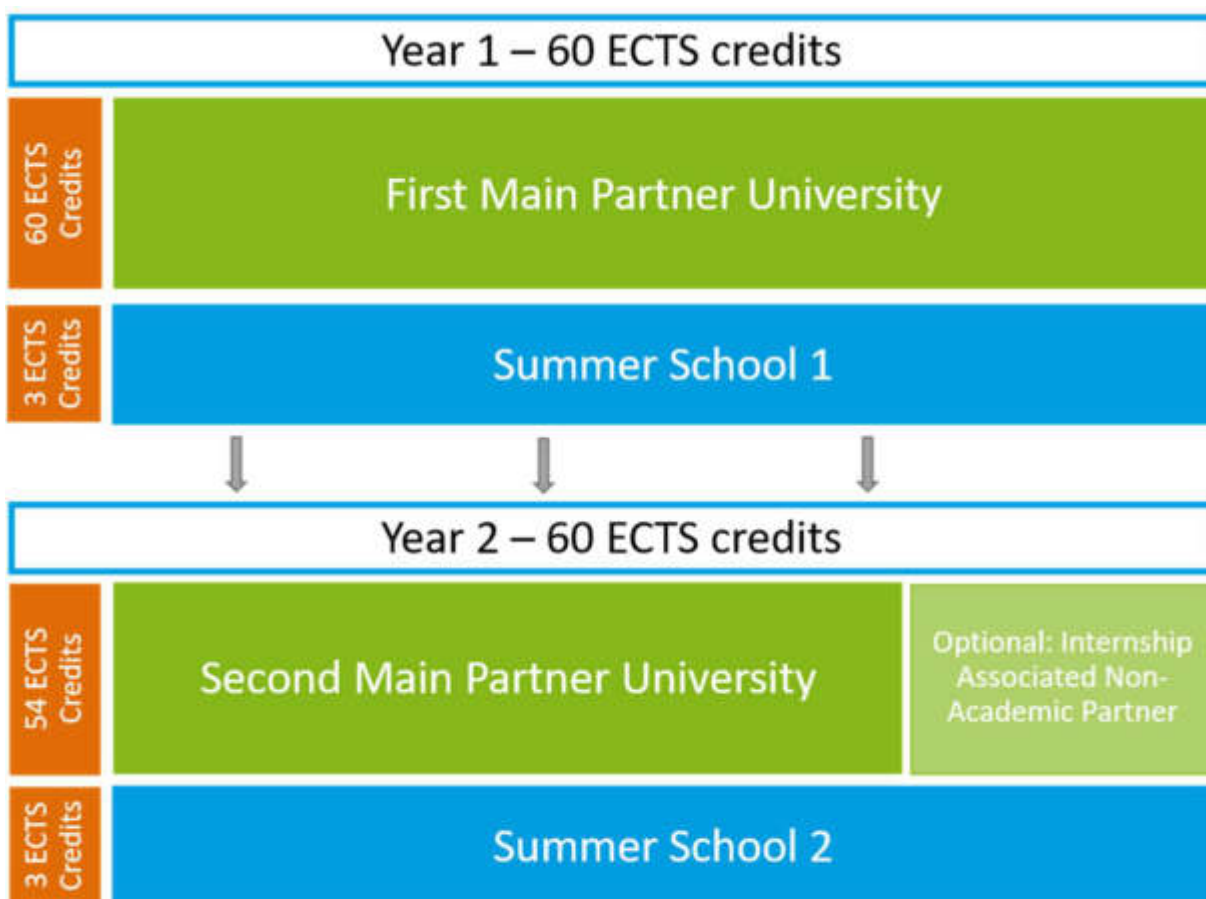 Year 1 – 60 ECTS credits
60 ECTS
Credits
First Main Partner University
3 ECTS
Credits
Summer School 1
Year 2 – 60 ECTS credits
54 ECTS
Credits
Second Main Partner University
Optional: Internship
Associated Non-
Academic Partner
3 ECTS
Credits
Summer School 2